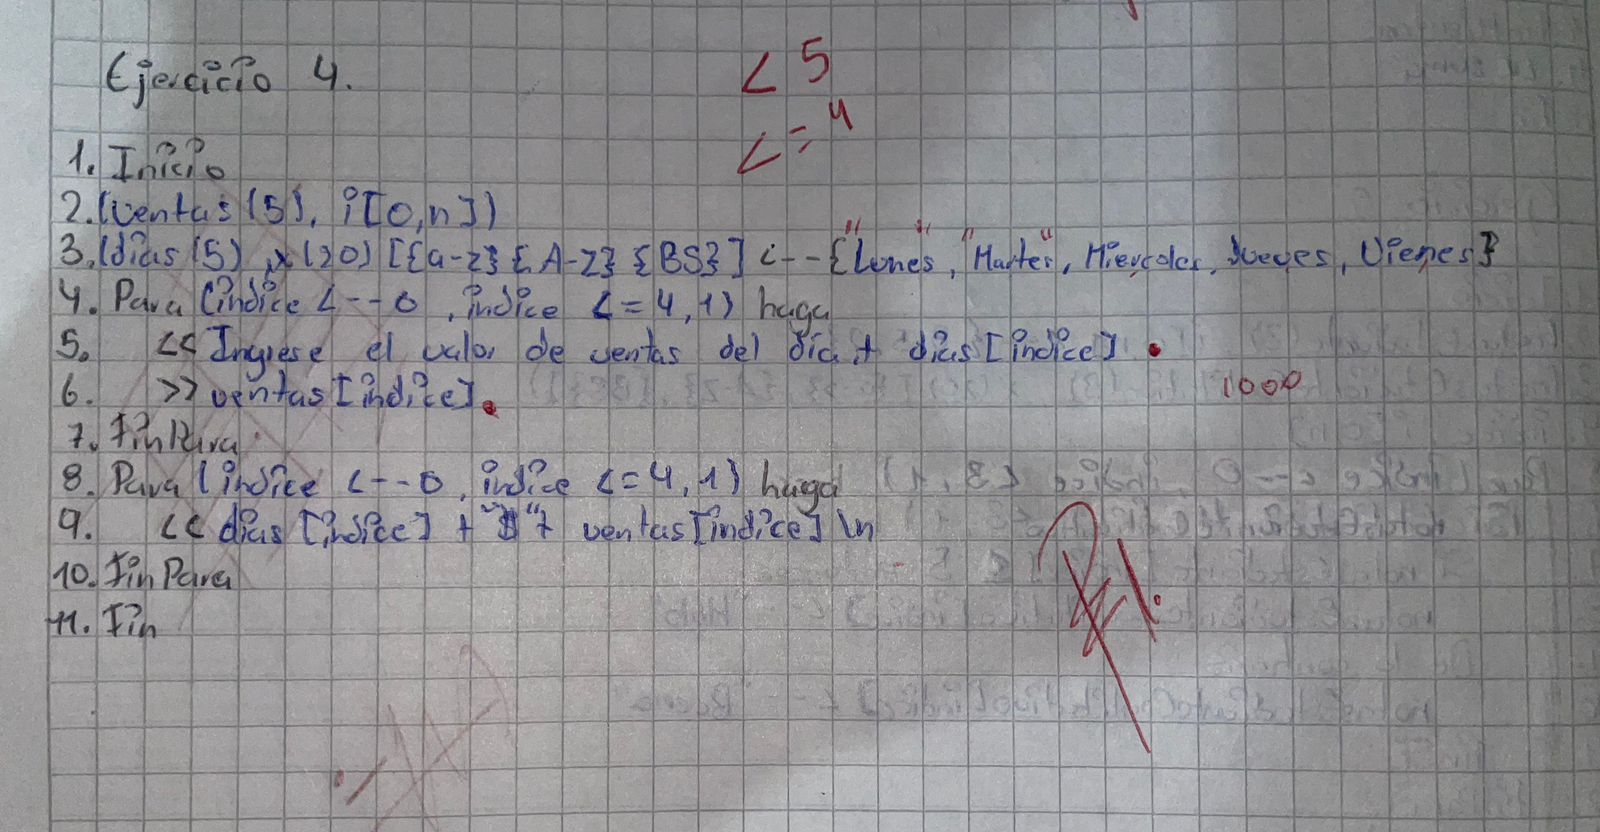 Ejercicio 4.
< 5
<= 4
1. Inicio
2. (ventas (5), i [0,n])
3. (dias (5), x (20) [{a-z} {A-Z} {BS}] <-- {"Lunes", "Martes", Miercoles, Jueves, Viernes}
4. Para (indice <-- 0, indice <= 4, 1) haga
5. << Ingrese el valor de ventas del día + dias [indice].
6. >> ventas [indice].
1000
7. Fin Para
8. Para (indice <-- 0, indice <= 4, 1) haga
9. << dias [indice] + "$" + ventas [indice] \n
10. Fin Para
11. Fin